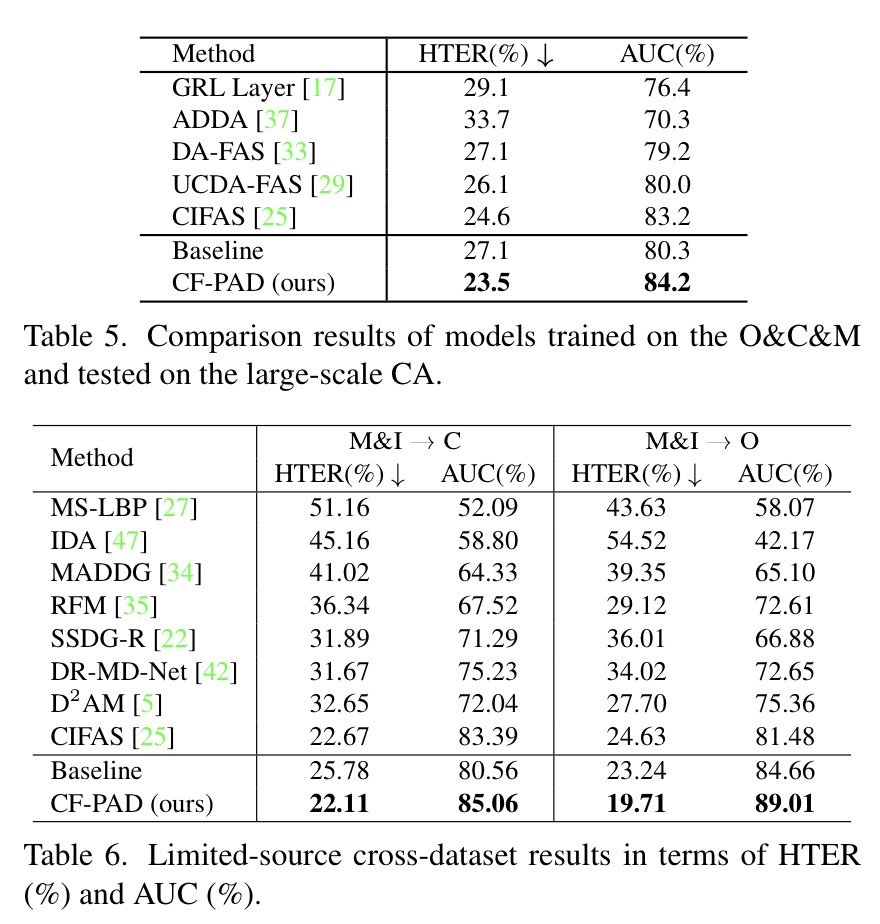 Method HTER(%) ↓ AUC(%)
GRL Layer [17] 29.1 76.4
ADDA [37] 33.7 70.3
DA-FAS [33] 27.1 79.2
UCDA-FAS [29] 26.1 80.0
CIFAS [25] 24.6 83.2
Baseline 27.1 80.3
CF-PAD (ours) 23.5 84.2
Table 5. Comparison results of models trained on the O&C&M
and tested on the large-scale CA.
Method M&I → C M&I → O
HTER(%) ↓ AUC(%) HTER(%) ↓ AUC(%)
MS-LBP [27] 51.16 52.09 43.63 58.07
IDA [47] 45.16 58.80 54.52 42.17
MADDG [34] 41.02 64.33 39.35 65.10
RFM [35] 36.34 67.52 29.12 72.61
SSDG-R [22] 31.89 71.29 36.01 66.88
DR-MD-Net [42] 31.67 75.23 34.02 72.65
D²AM [5] 32.65 72.04 27.70 75.36
CIFAS [25] 22.67 83.39 24.63 81.48
Baseline 25.78 80.56 23.24 84.66
CF-PAD (ours) 22.11 85.06 19.71 89.01
Table 6. Limited-source cross-dataset results in terms of HTER
(%) and AUC (%).